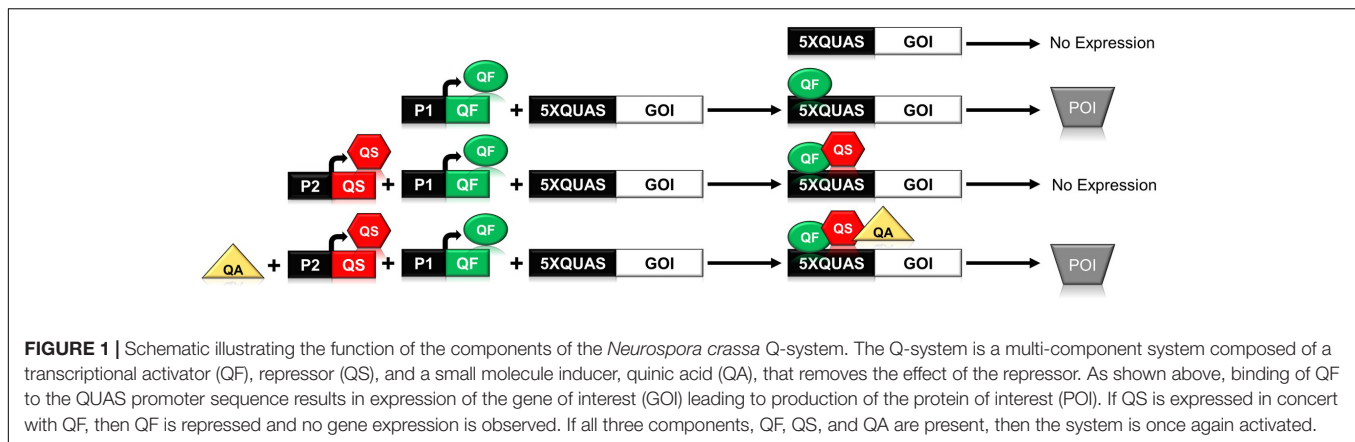 5XQUAS GOI No Expression
QF
P1 QF + 5XQUAS GOI QF 5XQUAS GOI POI
QS QF
P2 QS + P1 QF + 5XQUAS GOI QF QS 5XQUAS GOI No Expression
QS QF
QA + P2 QS + P1 QF + 5XQUAS GOI QF QS QA 5XQUAS GOI POI
FIGURE 1 | Schematic illustrating the function of the components of the Neurospora crassa Q-system. The Q-system is a multi-component system composed of a
transcriptional activator (QF), repressor (QS), and a small molecule inducer, quinic acid (QA), that removes the effect of the repressor. As shown above, binding of QF
to the QUAS promoter sequence results in expression of the gene of interest (GOI) leading to production of the protein of interest (POI). If QS is expressed in concert
with QF, then QF is repressed and no gene expression is observed. If all three components, QF, QS, and QA are present, then the system is once again activated.